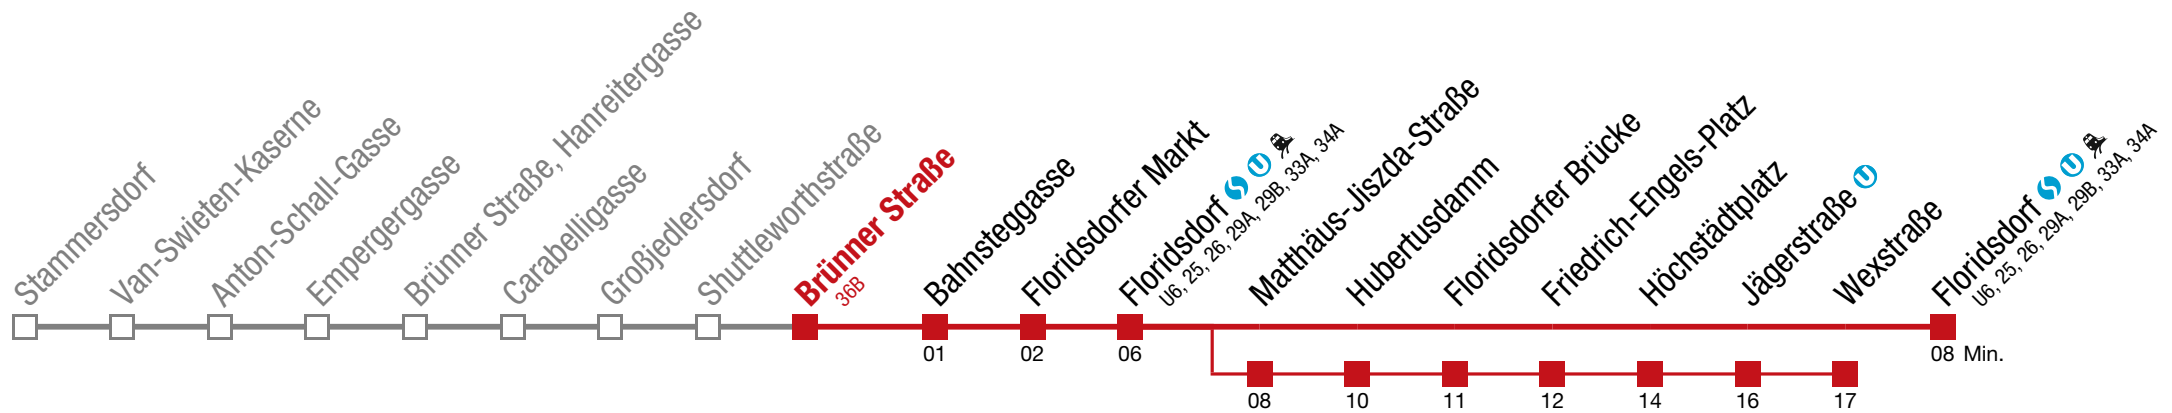 Stammersdorf
Van-Swieten-Kaserne
Anton-Schall-Gasse
Empergergasse
Brünner Straße, Hanreitergasse
Carabelligasse
Großjedlersdorf
Shuttleworthstraße
Brünner Straße
36B
Bahnsteggasse
Floridsdorfer Markt
Floridsdorf S U
U6, 25, 26, 29A, 29B, 33A, 34A
Matthäus-Jiszda-Straße
Hubertusdamm
Floridsdorfer Brücke
Friedrich-Engels-Platz
Höchstädtplatz
Jägerstraße U
Wexstraße
Floridsdorf S U
U6, 25, 26, 29A, 29B, 33A, 34A
01 02 06 08 Min.
08 10 11 12 14 16 17